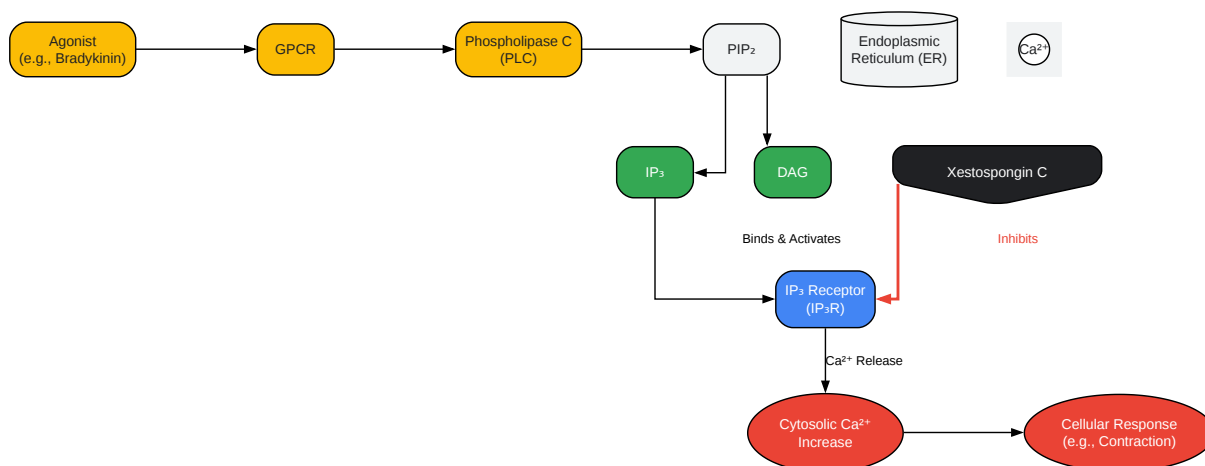 Agonist
(e.g., Bradykinin)
GPCR
Phospholipase C
(PLC)
PIP₂
Endoplasmic
Reticulum (ER)
Ca²⁺
IP₃
DAG
Xestospongin C
Binds & Activates
Inhibits
IP₃ Receptor
(IP₃R)
Ca²⁺ Release
Cytosolic Ca²⁺
Increase
Cellular Response
(e.g., Contraction)